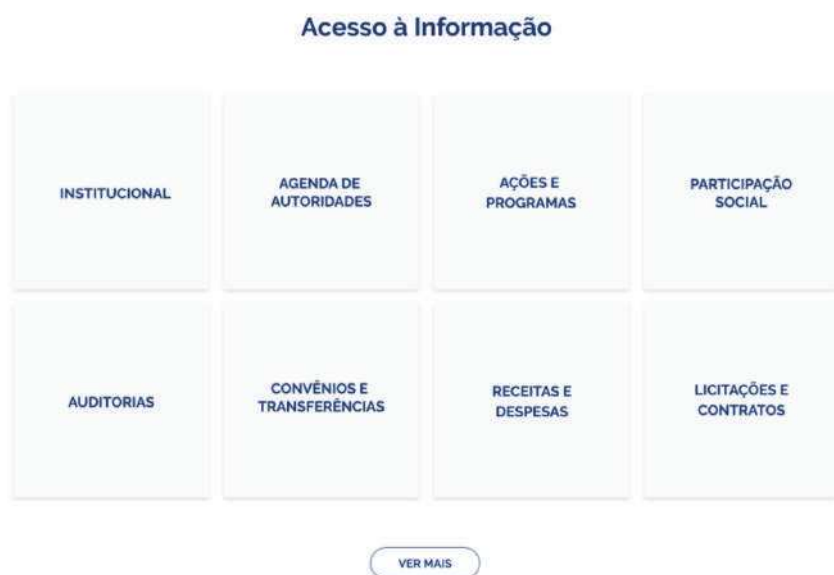 Acesso à Informação
INSTITUCIONAL
AGENDA DE
AUTORIDADES
AÇÕES E
PROGRAMAS
PARTICIPAÇÃO
SOCIAL
AUDITORIAS
CONVÊNIOS E
TRANSFERÊNCIAS
RECEITAS E
DESPESAS
LICITAÇÕES E
CONTRATOS
VER MAIS